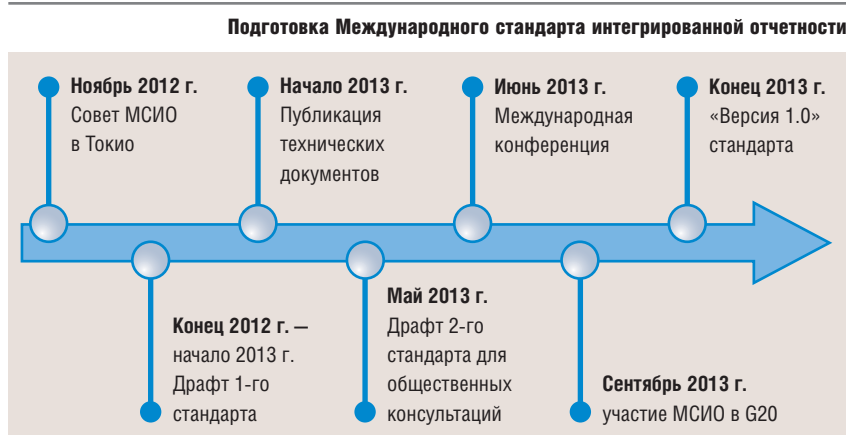 Подготовка Международного стандарта интегрированной отчетности
Ноябрь 2012 г.
Совет МСИО
в Токио
Начало 2013 г.
Публикация
технических
документов
Июнь 2013 г.
Международная
конференция
Конец 2013 г.
«Версия 1.0»
стандарта
Конец 2012 г. —
начало 2013 г.
Драфт 1-го
стандарта
Май 2013 г.
Драфт 2-го
стандарта для
общественных
консультаций
Сентябрь 2013 г.
участие МСИО в G20